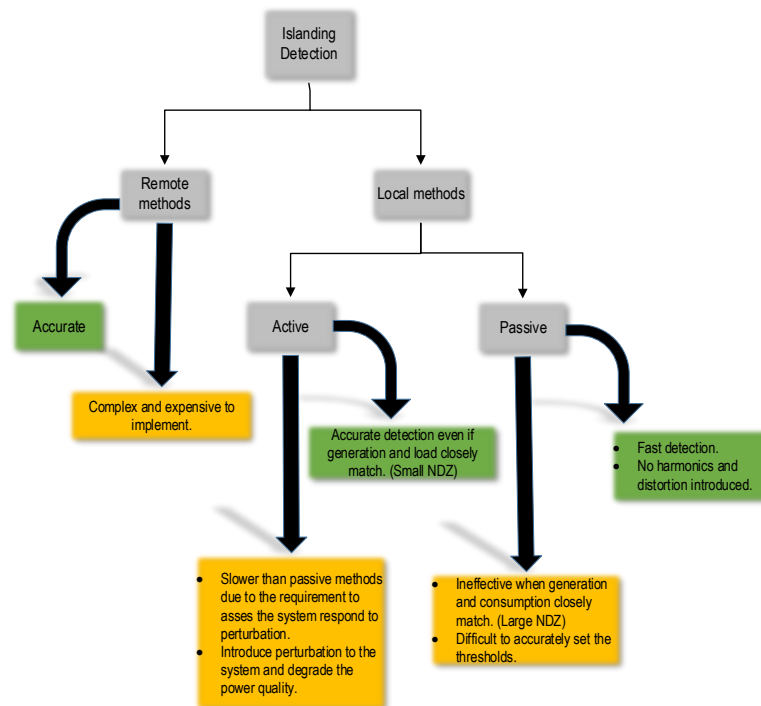 Islanding
Detection
Remote
methods
Local methods
Accurate
Active
Passive
Complex and expensive to
implement.
Accurate detection even if
generation and load closely
match. (Small NDZ)
• Fast detection.
• No harmonics and
distortion introduced.
• Slower than passive methods
due to the requirement to
asses the system respond to
perturbation.
• Introduce perturbation to the
system and degrade the
power quality.
• Ineffective when generation
and consumption closely
match. (Large NDZ)
• Difficult to accurately set the
thresholds.